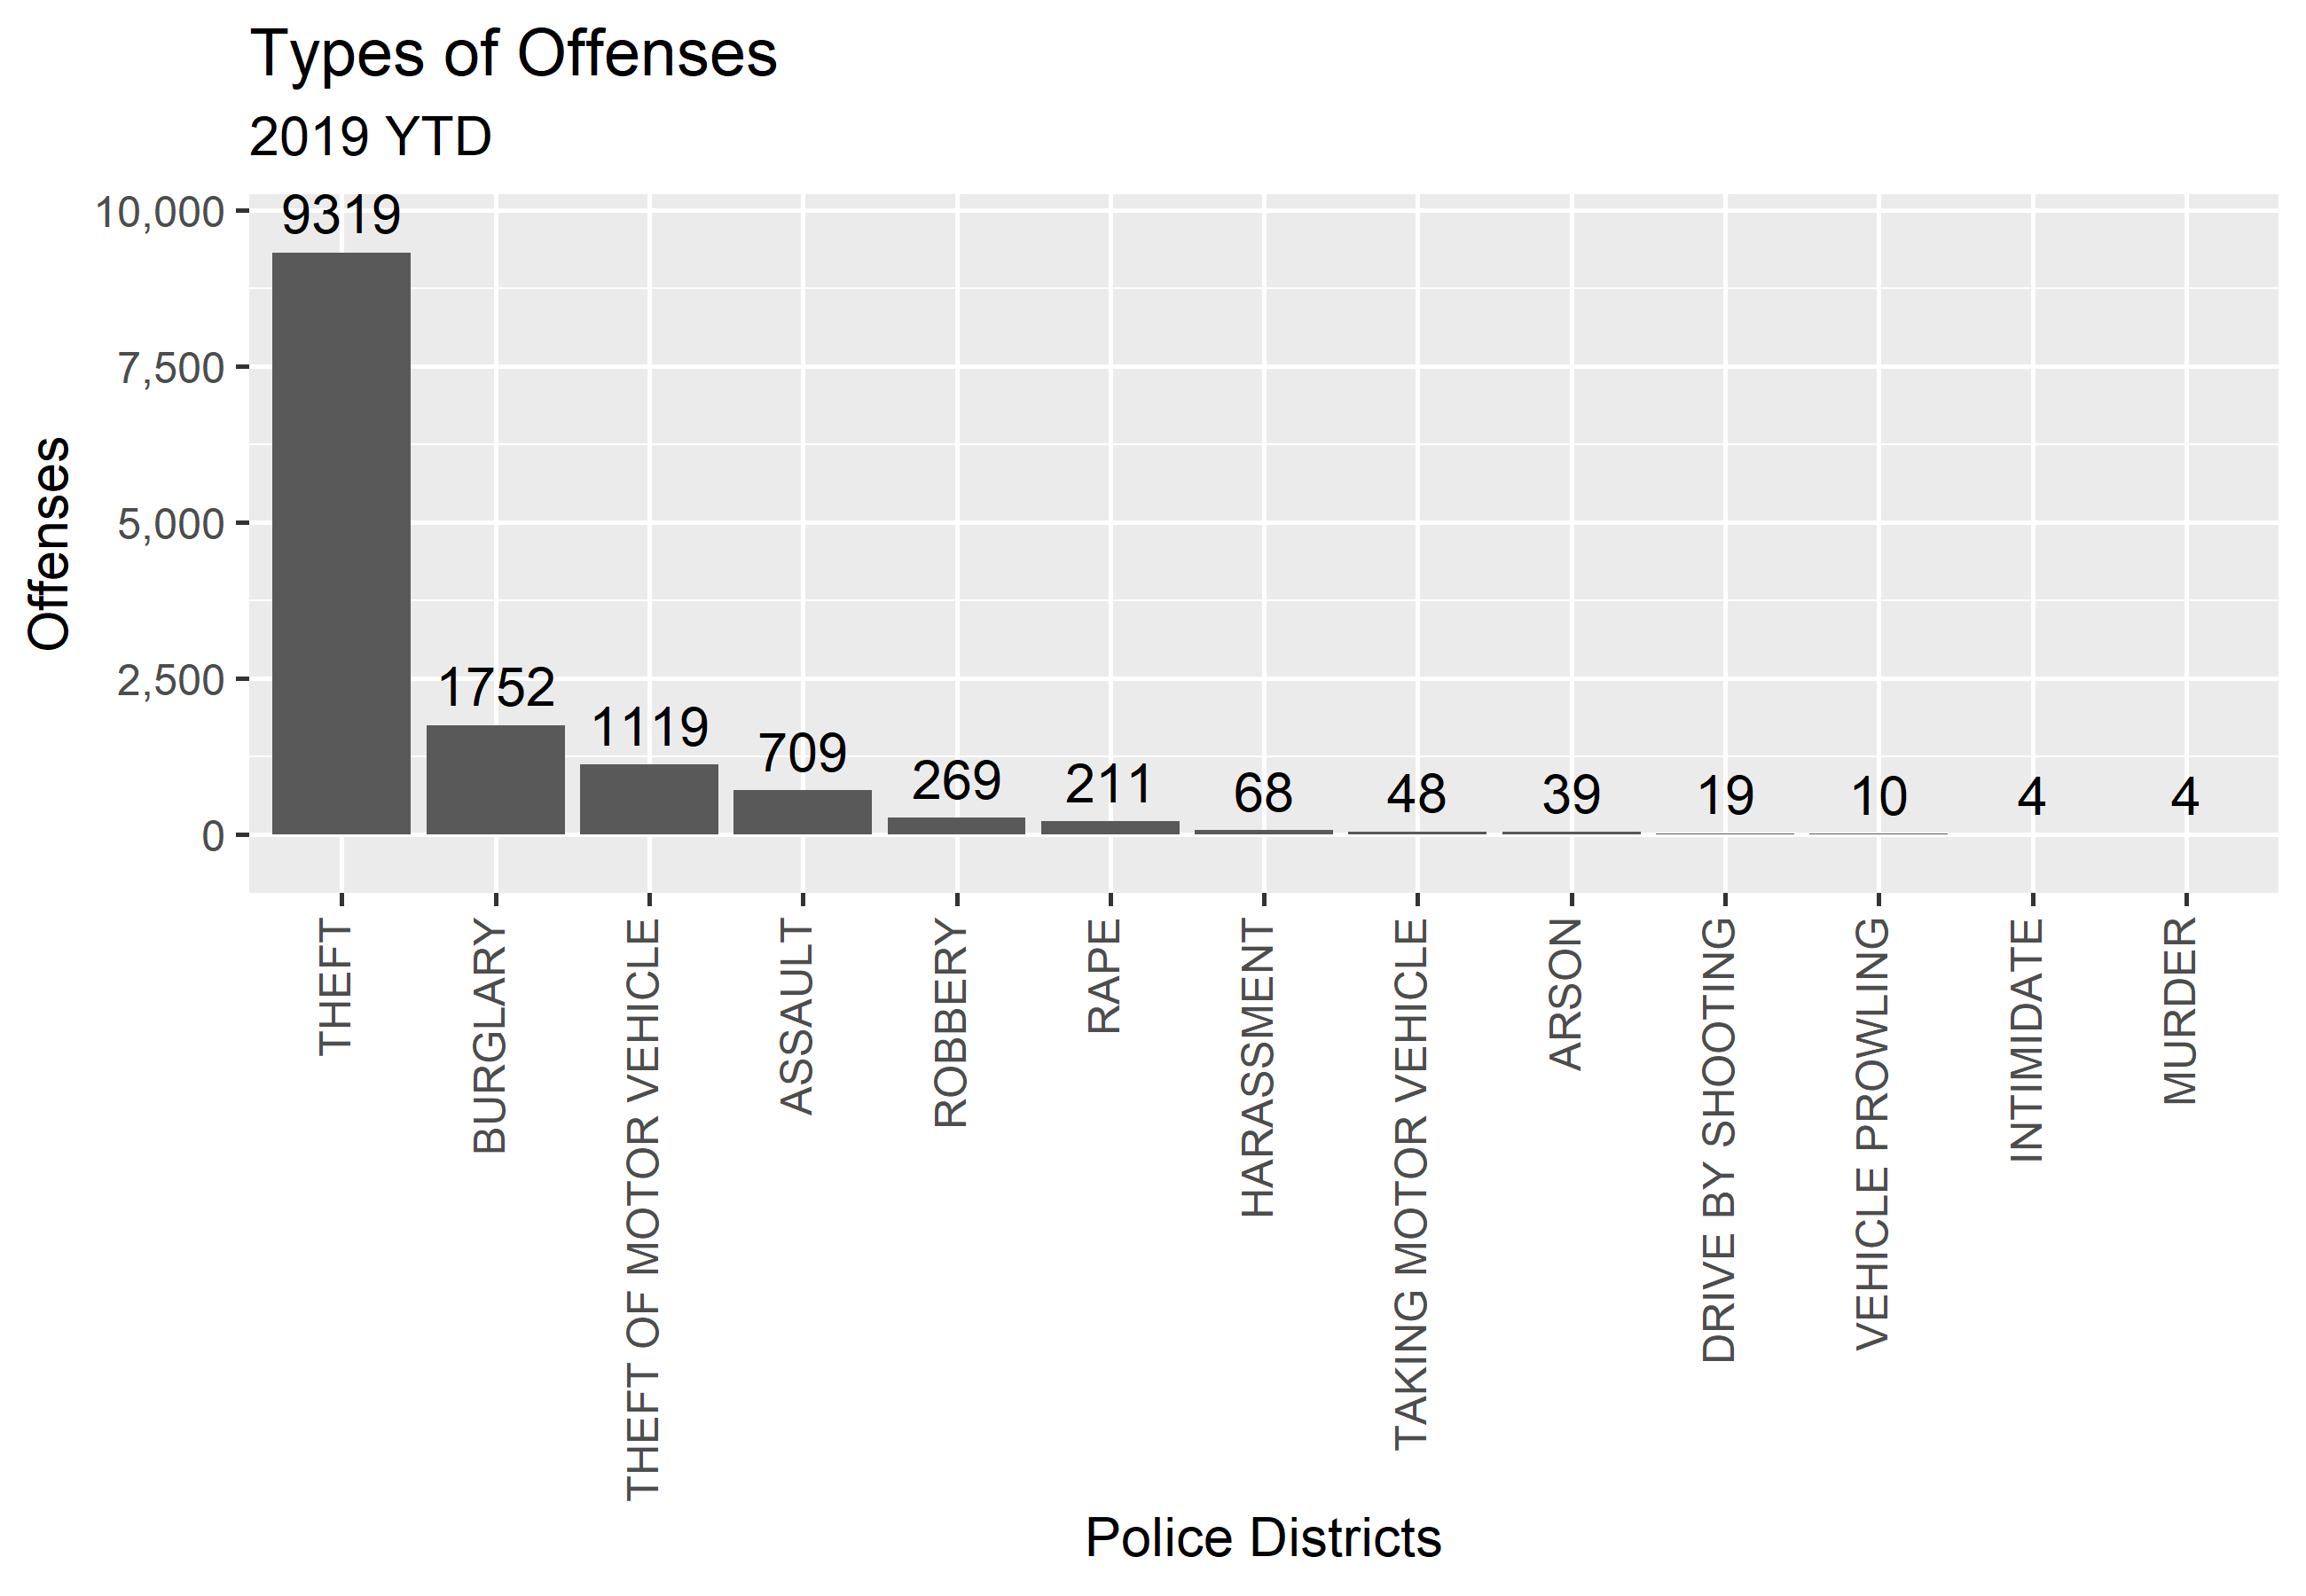 Types of Offenses
2019 YTD
Offenses
10,000
7,500
5,000
2,500
0
9319
1752
1119
709
269
211
68
48
39
19
10
4
4
THEFT
BURGLARY
THEFT OF MOTOR VEHICLE
ASSAULT
ROBBERY
RAPE
HARASSMENT
TAKING MOTOR VEHICLE
ARSON
DRIVE BY SHOOTING
VEHICLE PROWLING
INTIMIDATE
MURDER
Police Districts